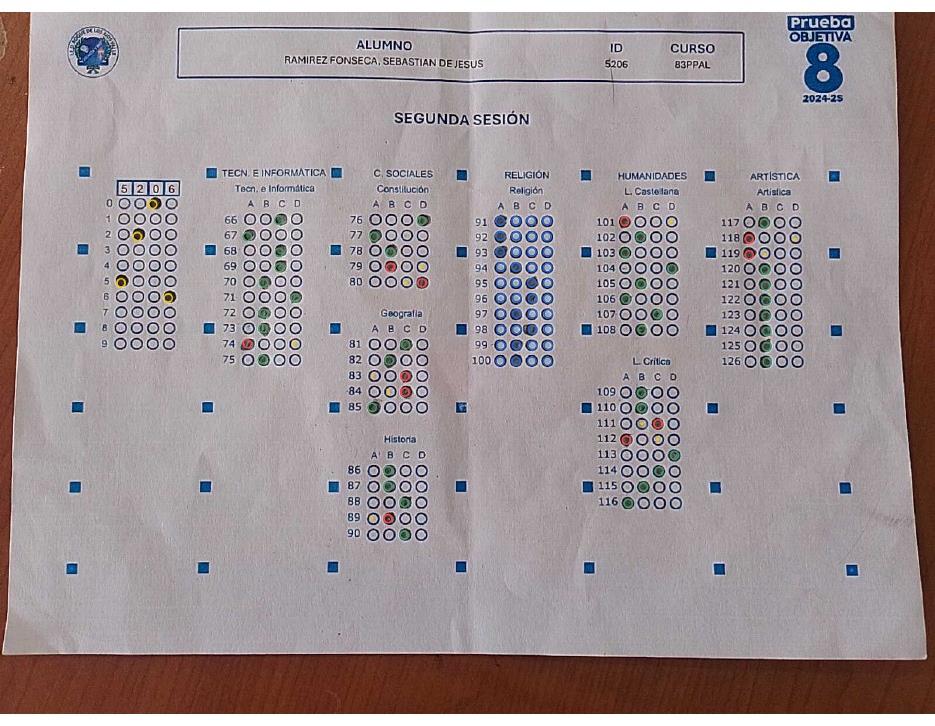 Prueba
OBJETIVA
8
2024-25
ALUMNO ID CURSO
RAMIREZ FONSECA, SEBASTIAN DE JESUS 5206 83PPAL
SEGUNDA SESIÓN
5 2 0 6
0
1
2
3
4
5
6
7
8
9
TECN. E INFORMÁTICA
Tecn. e Informática
A B C D
66
67
68
69
70
71
72
73
74
75
C. SOCIALES
Constitución
A B C D
76
77
78
79
80
Geografía
A B C D
81
82
83
84
85
Historia
A B C D
86
87
88
89
90
RELIGIÓN
Religión
A B C D
91
92
93
94
95
96
97
98
99
100
HUMANIDADES
L. Castellana
A B C D
101
102
103
104
105
106
107
108
L. Crítica
A B C D
109
110
111
112
113
114
115
116
ARTÍSTICA
Artística
A B C D
117
118
119
120
121
122
123
124
125
126